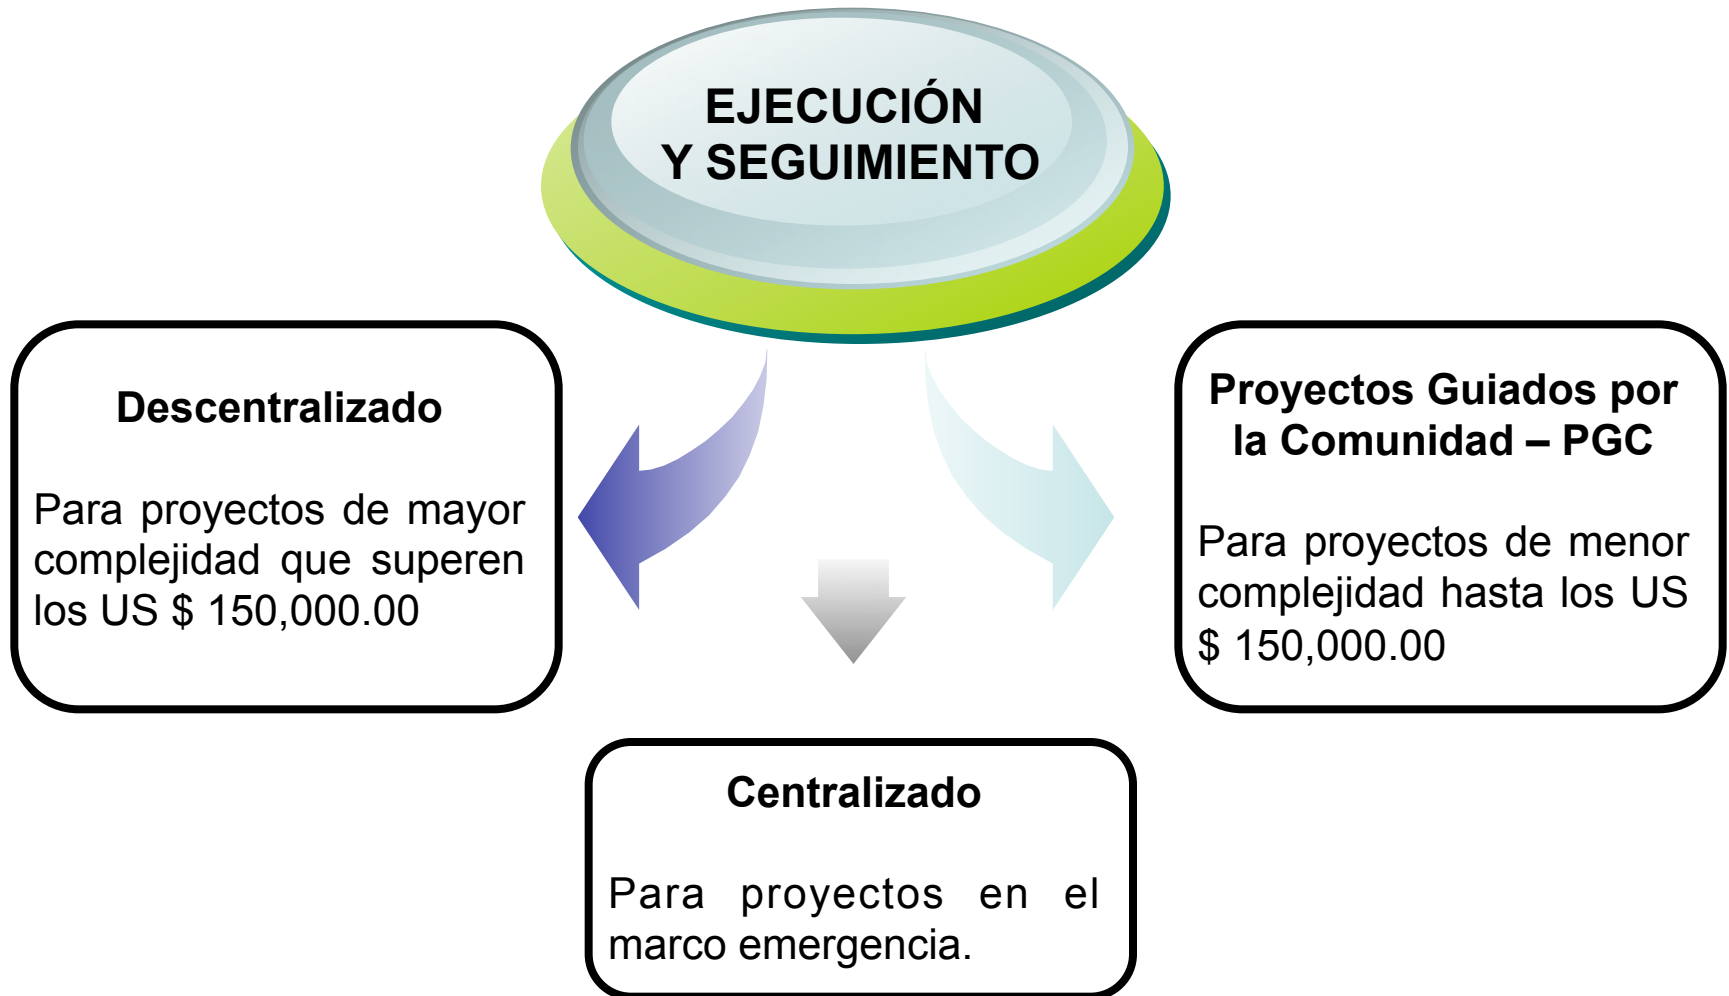 EJECUCIÓN
Y SEGUIMIENTO
Descentralizado
Para proyectos de mayor
complejidad que superen
los US $ 150,000.00
Proyectos Guiados por
la Comunidad – PGC
Para proyectos de menor
complejidad hasta los US
$ 150,000.00
Centralizado
Para proyectos en el
marco emergencia.